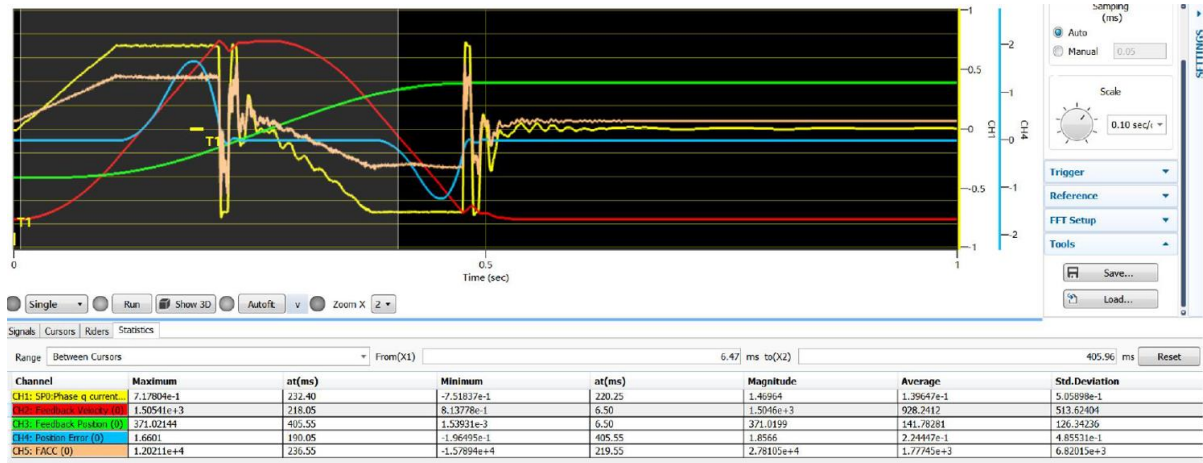 Sampling
(ms)
Auto
Manual 0.05
Scale
0.10 sec/
Trigger
Reference
FFT Setup
Tools
Save...
Load...
SETTINGS
1
0.5
0
-0.5
-1
CH1
2
1
0
-1
-2
CH4
T1
T1
0 0.5 1
Time (sec)
Single Run Show 3D Autofit v Zoom X 2
Signals Cursors Riders Statistics
Range Between Cursors From(X1) 6.47 ms to(X2) 405.96 ms Reset
Channel Maximum at(ms) Minimum at(ms) Magnitude Average Std.Deviation
CH1: SP0:Phase q current... 7.17804e-1 232.40 -7.51837e-1 220.25 1.46964 1.39647e-1 5.05898e-1
CH2: Feedback Velocity (0) 1.50541e+3 218.05 8.13778e-1 6.50 1.5046e+3 928.2412 513.62404
CH3: Feedback Position (0) 371.02144 405.55 1.53931e-3 6.50 371.0199 141.78281 126.34236
CH4: Position Error (0) 1.6601 190.05 -1.96495e-1 405.55 1.8566 2.24447e-1 4.85531e-1
CH5: FACC (0) 1.20211e+4 236.55 -1.57894e+4 219.55 2.78105e+4 1.77745e+3 6.82015e+3